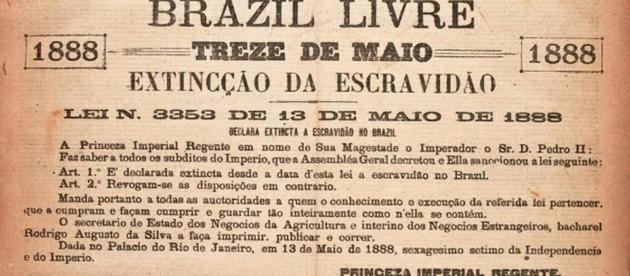 BRAZIL LIVRE
1888 TREZE DE MAIO 1888
EXTINCÇÃO DA ESCRAVIDÃO
LEI N. 3353 DE 13 DE MAIO DE 1888
DECLARA EXTINCTA A ESCRAVIDÃO NO BRAZIL
A Princeza Imperial Regente em nome de Sua Magestade o Imperador o Sr. D. Pedro II:
Faz saber a todos os subditos do Imperio, que a Assembléa Geral decretou e Ella sanccionou a lei seguinte:
Art. 1.º E' declarada extincta desde a data d'esta lei a escravidão no Brazil.
Art. 2.º Revogam-se as disposições em contrario.
Manda portanto a todas as auctoridades a quem o conhecimento e execução da referida lei pertencer,
que a cumpram e façam cumprir e guardar tão inteiramente como n'ella se contém.
O secretario de Estado dos Negocios da Agricultura e interino dos Negocios Estrangeiros, bacharel
Rodrigo Augusto da Silva a faça imprimir, publicar e correr.
Dada no Palacio do Rio de Janeiro, em 13 de Maio de 1888, sexagesimo setimo da Independencia
e do Imperio.
PRINCEZA IMPERIAL REGENTE.